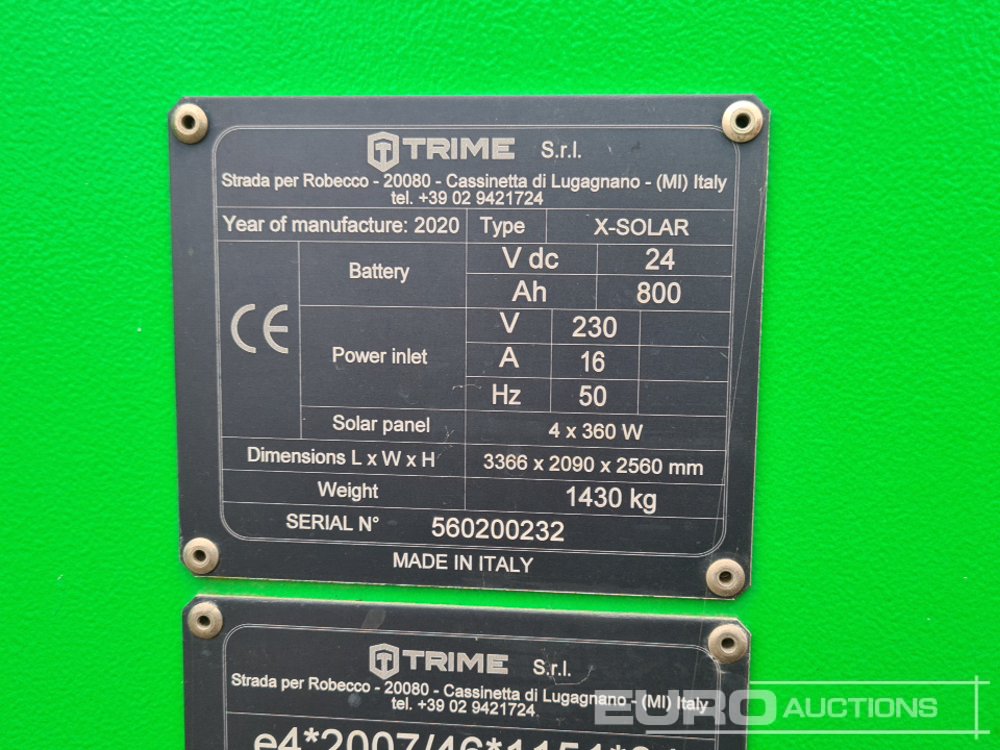 TRIME S.r.l.
Strada per Robecco - 20080 - Cassinetta di Lugagnano - (MI) Italy
tel. +39 02 9421724
Year of manufacture: 2020 Type X-SOLAR
Battery V dc 24
Ah 800
CE
Power inlet V 230
A 16
Hz 50
Solar panel 4 x 360 W
Dimensions L x W x H 3366 x 2090 x 2560 mm
Weight 1430 kg
SERIAL N° 560200232
MADE IN ITALY
TRIME S.r.l.
Strada per Robecco - 20080 - Cassinetta di Lugagnano - (MI) Italy
tel. +39 02 9421724
EURO AUCTIONS